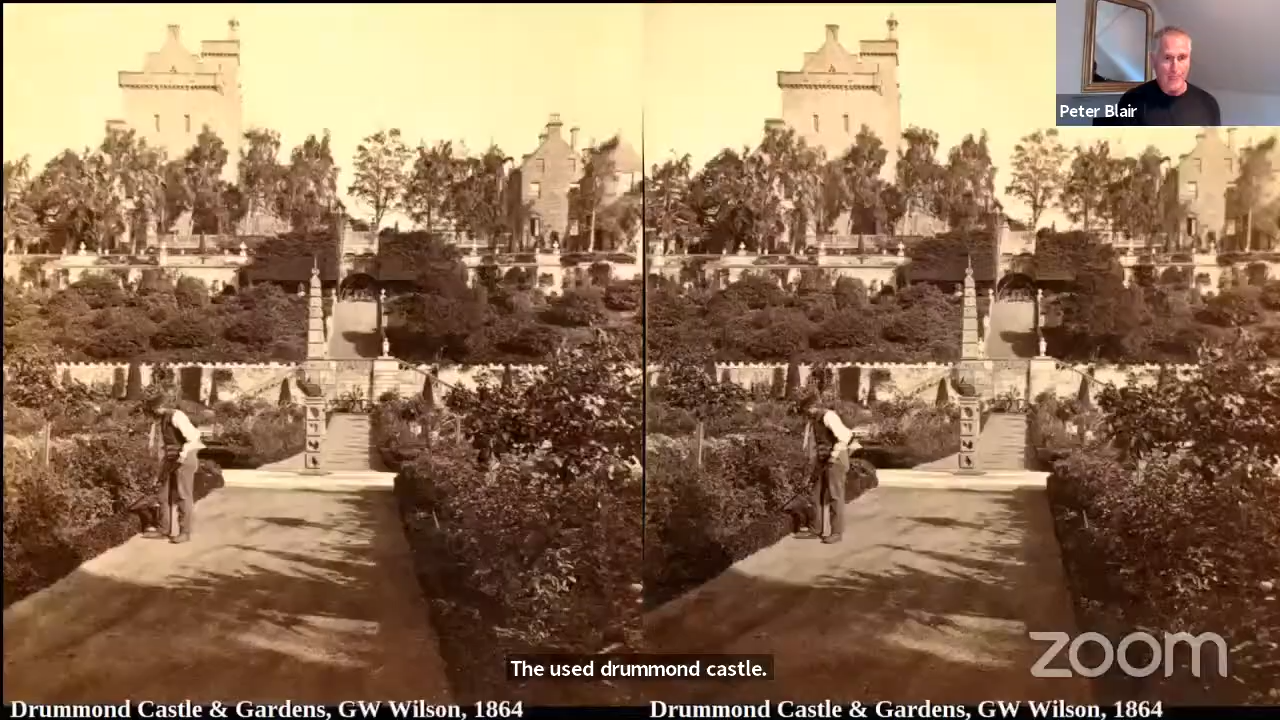 Peter Blair
The used drummond castle.
zoom
Drummond Castle & Gardens, GW Wilson, 1864
Drummond Castle & Gardens, GW Wilson, 1864